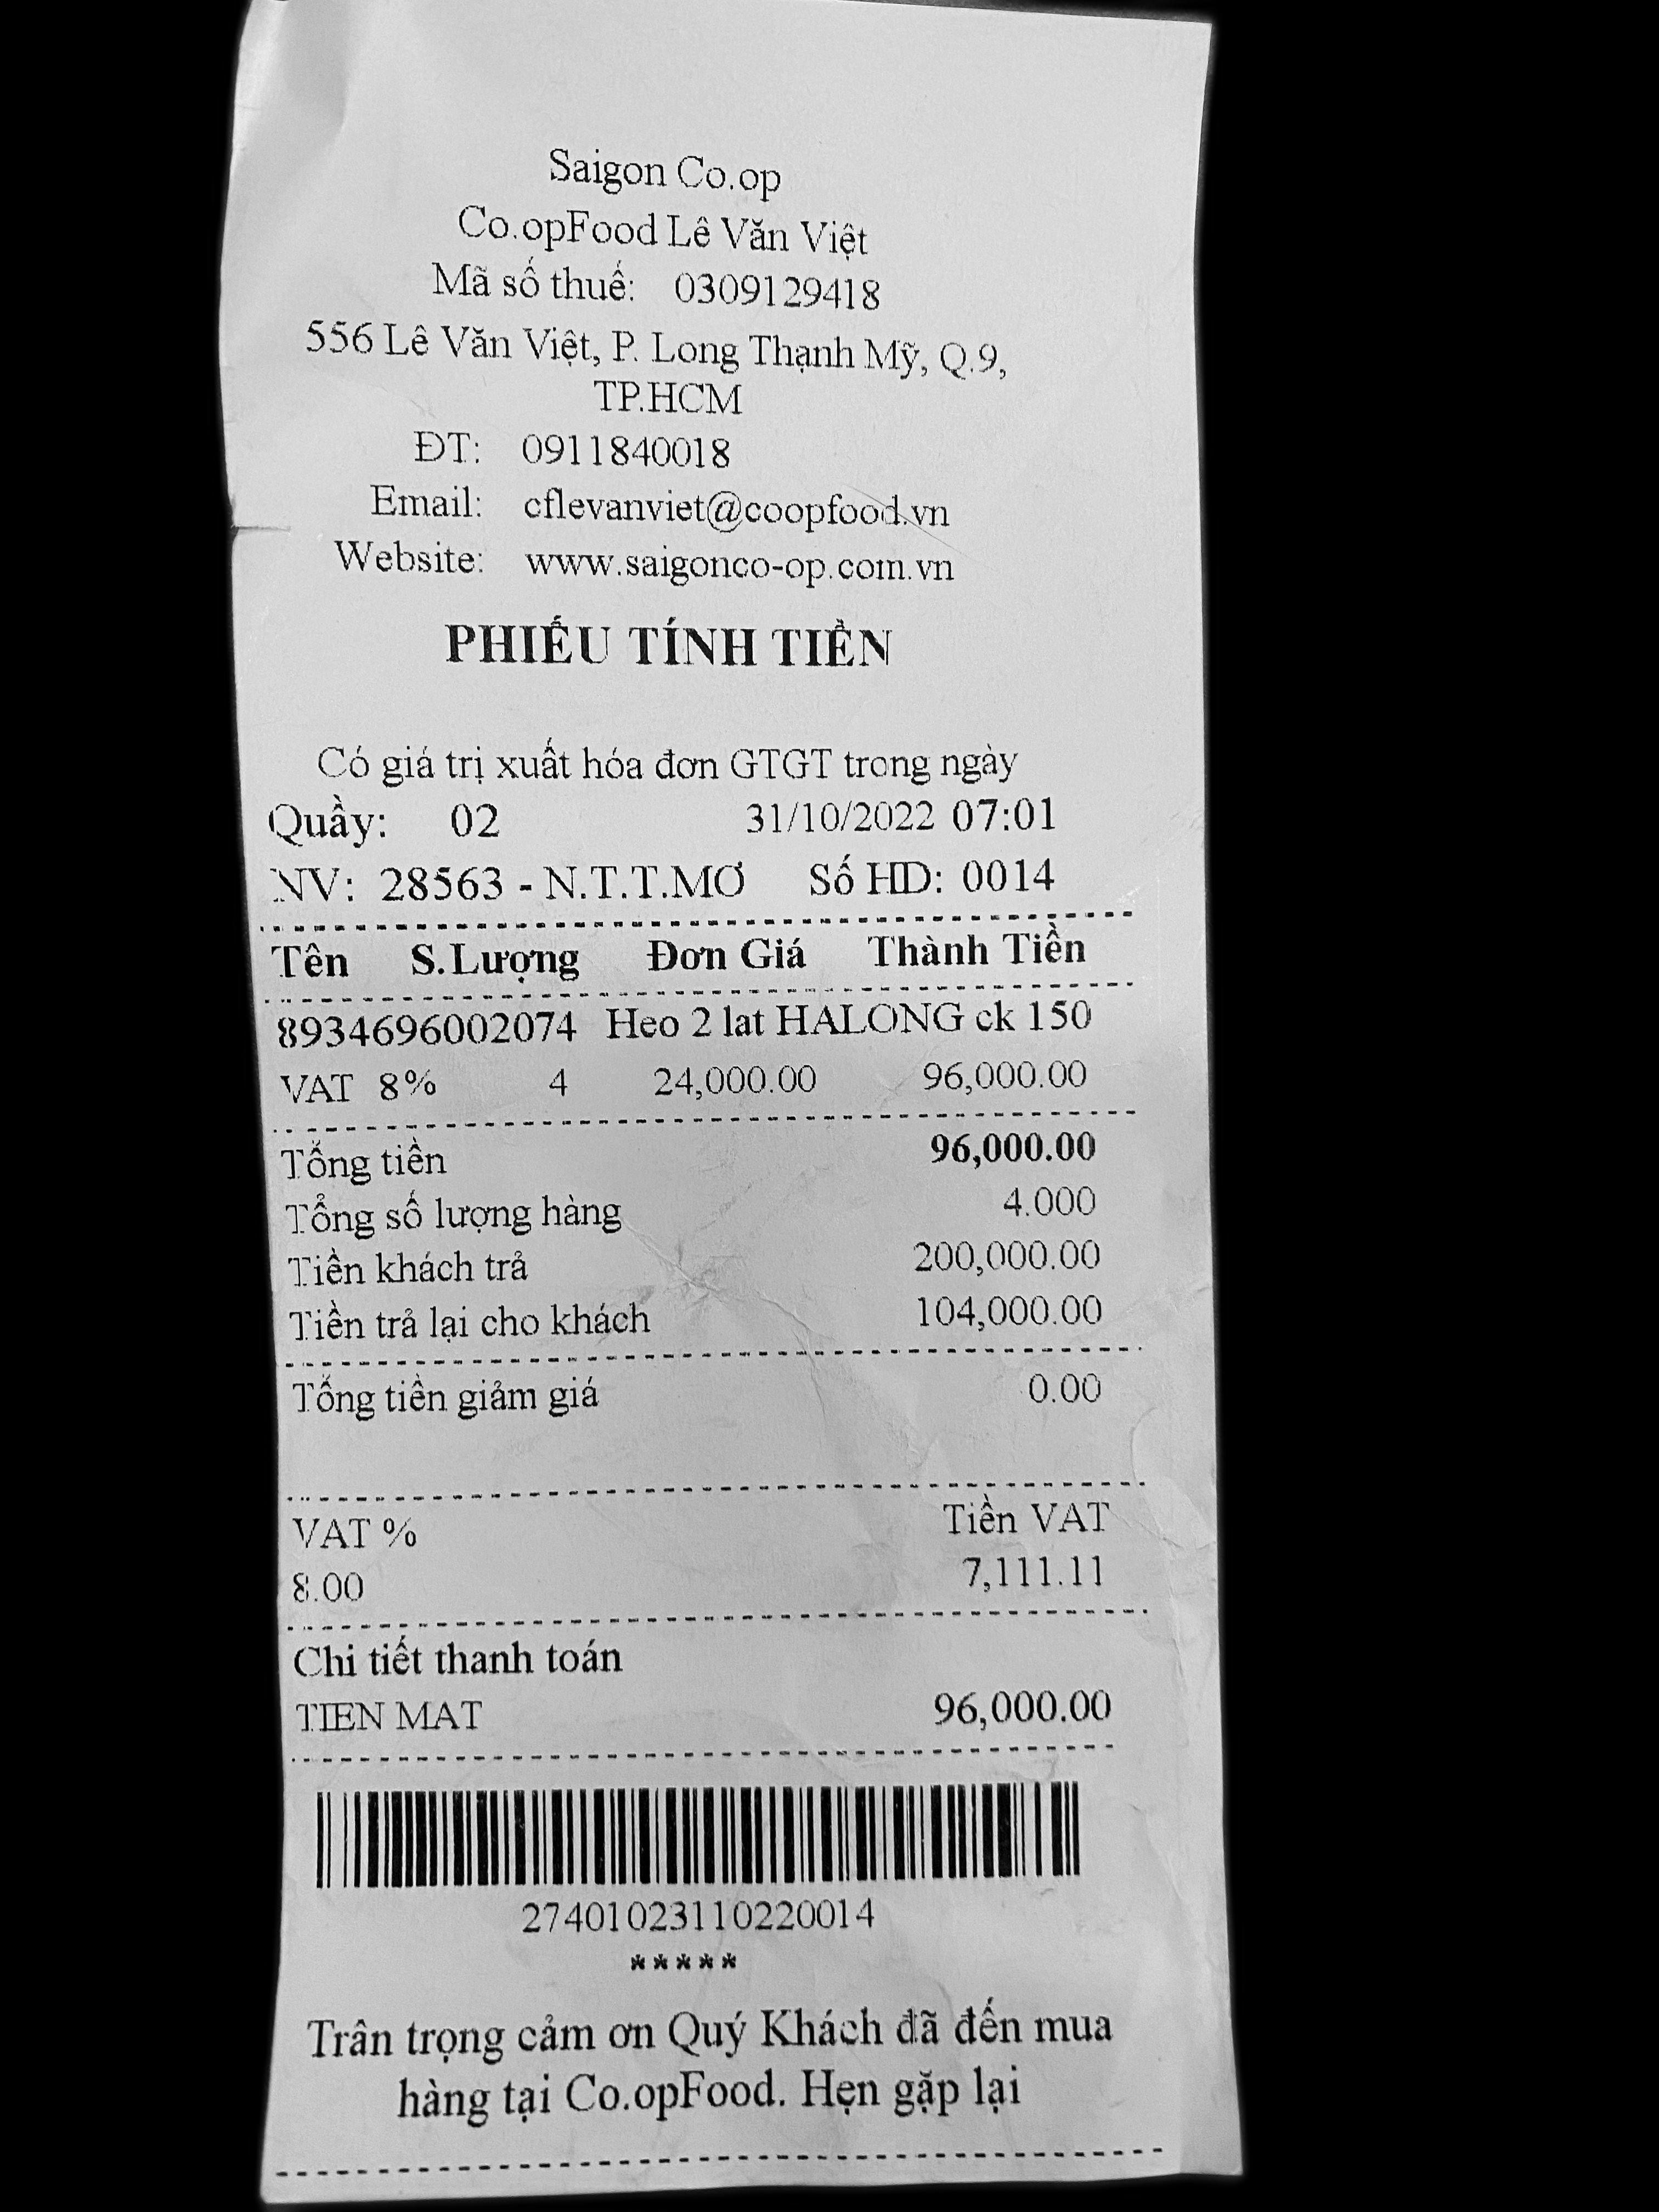 Saigon Co.op
Co.opFood Lê Văn Việt
Mã số thuế: 0309129418
556 Lê Văn Việt, P. Long Thạnh Mỹ, Q.9,
TP.HCM
ĐT: 0911840018
Email: cflevanviet@coopfood.vn
Website: www.saigonco-op.com.vn
PHIẾU TÍNH TIỀN
Có giá trị xuất hóa đơn GTGT trong ngày
Quầy: 02 31/10/2022 07:01
NV: 28563 - N.T.T.MƠ Số HD: 0014
Tên S.Lượng Đơn Giá Thành Tiền
8934696002074 Heo 2 lat HALONG ck 150
VAT 8% 4 24,000.00 96,000.00
Tổng tiền 96,000.00
Tổng số lượng hàng 4.000
Tiền khách trả 200,000.00
Tiền trả lại cho khách 104,000.00
Tổng tiền giảm giá 0.00
VAT % Tiền VAT
8.00 7,111.11
Chi tiết thanh toán
TIEN MAT 96,000.00
27401023110220014
*****
Trân trọng cảm ơn Quý Khách đã đến mua
hàng tại Co.opFood. Hẹn gặp lại